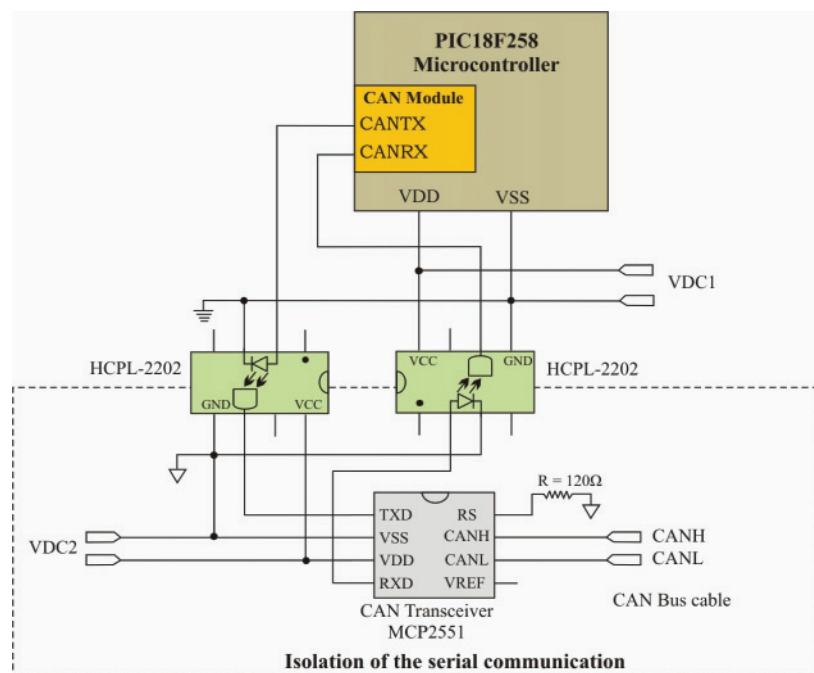 PIC18F258
Microcontroller
CAN Module
CANTX
CANRX
VDD VSS
VDC1
HCPL-2202
VCC GND
HCPL-2202
GND VCC
R = 120Ω
TXD RS
VSS CANH
CANH
VDC2
VDD CANL
CANL
RXD VREF
CAN Bus cable
CAN Transceiver
MCP2551
Isolation of the serial communication